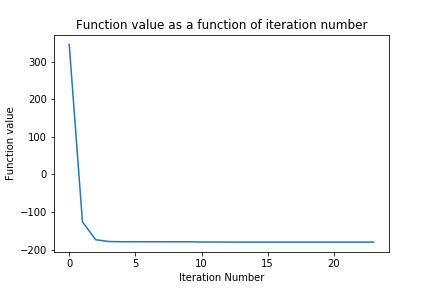 Function value as a function of iteration number
300
200
100
0
−100
−200
Function value
0 5 10 15 20
Iteration Number